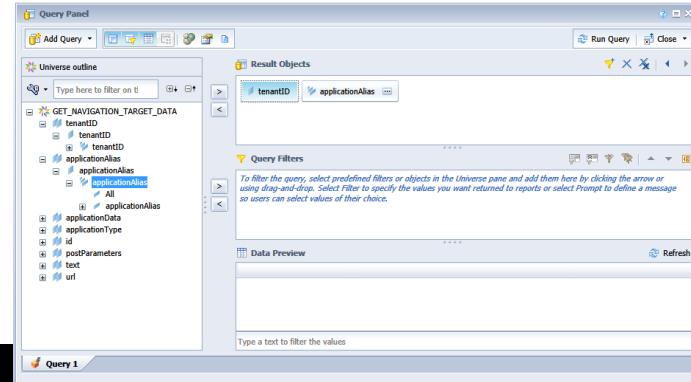 Query Panel
Add Query
Run Query
Close
Universe outline
Type here to filter on t
GET_NAVIGATION_TARGET_DATA
tenantID
tenantID
tenantID
applicationAlias
applicationAlias
applicationAlias
All
applicationAlias
applicationData
applicationType
id
postParameters
text
url
Result Objects
tenantID
applicationAlias
Query Filters
To filter the query, select predefined filters or objects in the Universe pane and add them here by clicking the arrow or
using drag-and-drop. Select Filter to specify the values you want returned to reports or select Prompt to define a message
so users can select values of their choice.
Data Preview
Refresh
Type a text to filter the values
Query 1